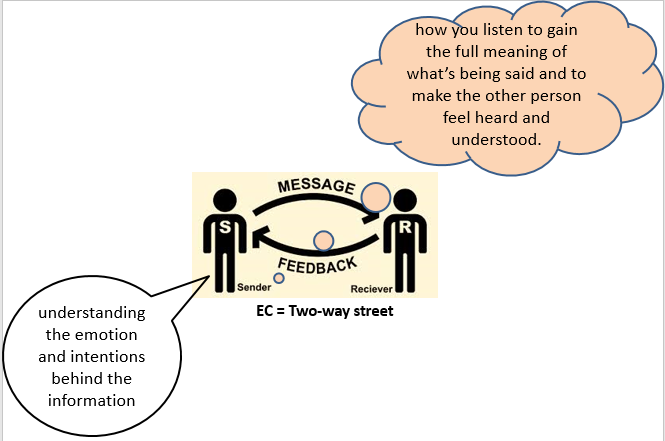 how you listen to gain
the full meaning of
what's being said and to
make the other person
feel heard and
understood.
MESSAGE
S
R
FEEDBACK
Sender
Reciever
EC = Two-way street
understanding
the emotion
and intentions
behind the
information